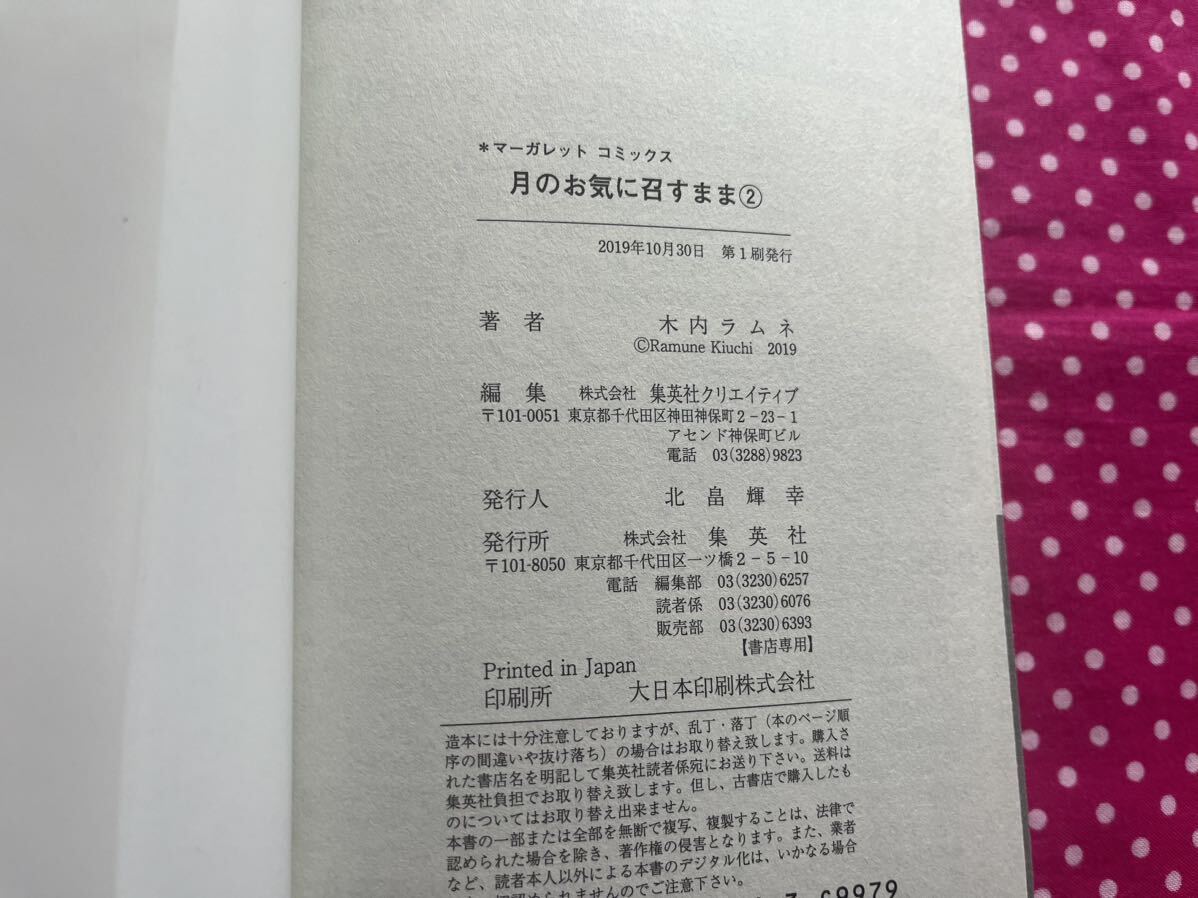 *マーガレット コミックス
月のお気に召すまま②
2019年10月30日 第1刷発行
著 者 木内ラムネ
©Ramune Kiuchi 2019
編 集 株式会社 集英社クリエイティブ
〒101-0051 東京都千代田区神田神保町2-23-1
アセンド神保町ビル
電話 03(3288)9823
発行人 北畠輝幸
発行所 株式会社 集英社
〒101-8050 東京都千代田区一ツ橋2-5-10
電話 編集部 03(3230)6257
読者係 03(3230)6076
販売部 03(3230)6393
【書店専用】
Printed in Japan
印刷所 大日本印刷株式会社
造本には十分注意しておりますが、乱丁・落丁(本のページ順
序の間違いや抜け落ち)の場合はお取り替え致します。購入さ
れた書店名を明記して集英社読者係宛にお送り下さい。送料は
集英社負担でお取り替え致します。但し、古書店で購入したも
のについてはお取り替え出来ません。
本書の一部または全部を無断で複写、複製することは、法律で
認められた場合を除き、著作権の侵害となります。また、業者
など、読者本人以外による本書のデジタル化は、いかなる場合
認められませんのでご注意下さい。
69979